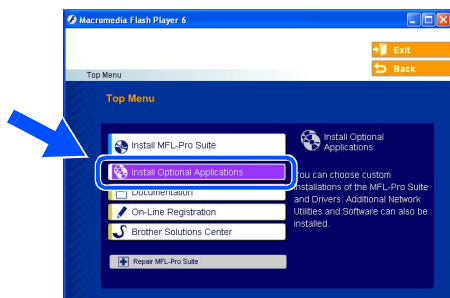 Macromedia Flash Player 6
Exit
Back
Top Menu
Top Menu
Install MFL-Pro Suite
Install Optional Applications
Documentation
On-Line Registration
Brother Solutions Center
Repair MFL-Pro Suite
Install Optional
Applications
You can choose custom
installations of the MFL-Pro Suite
and Drivers. Additional Network
Utilities and Software can also be
installed.